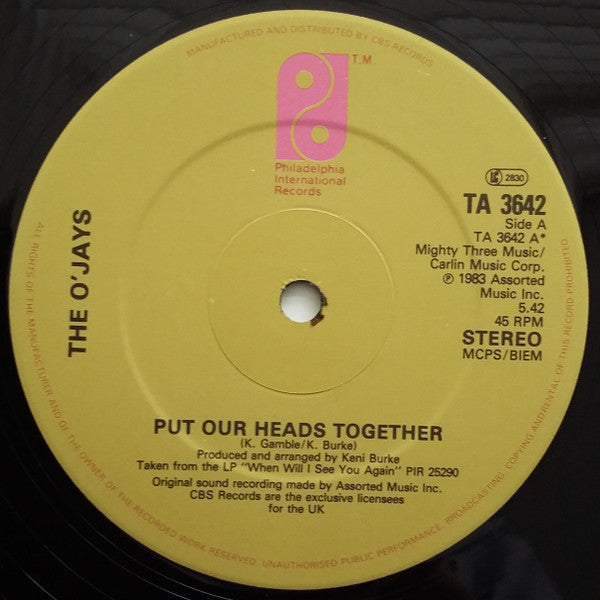 MANUFACTURED AND DISTRIBUTED BY CBS RECORDS
T.M.
Philadelphia
International
Records
LC 2830
TA 3642
Side A
TA 3642 A*
Mighty Three Music/
Carlin Music Corp.
℗ 1983 Assorted
Music Inc.
5.42
45 RPM
STEREO
MCPS/BIEM
THE O'JAYS
PUT OUR HEADS TOGETHER
(K. Gamble/K. Burke)
Produced and arranged by Keni Burke
Taken from the LP "When Will I See You Again" PIR 25290
Original sound recording made by Assorted Music Inc.
CBS Records are the exclusive licensees
for the UK
ALL RIGHTS OF THE MANUFACTURER AND OF THE OWNER OF THE RECORDED WORK RESERVED. UNAUTHORISED PUBLIC PERFORMANCE, BROADCASTING, COPYING AND RENTAL OF THIS RECORD PROHIBITED